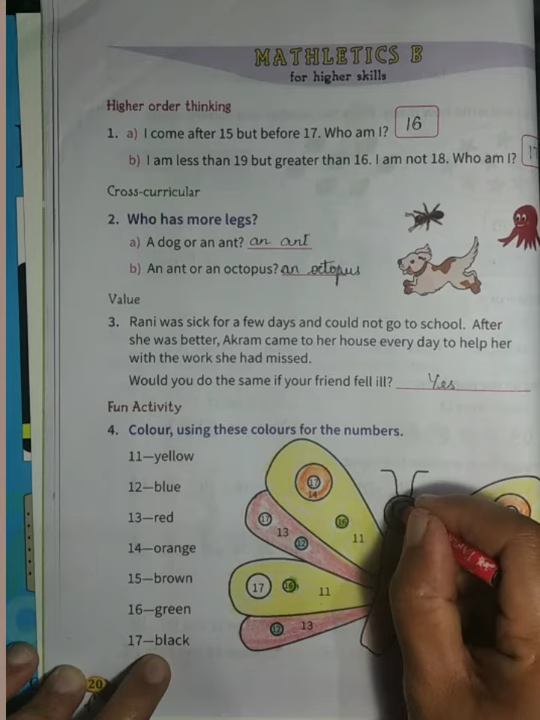 MATHLETICS B
for higher skills
Higher order thinking
1. a) I come after 15 but before 17. Who am I? 16
b) I am less than 19 but greater than 16. I am not 18. Who am I?
Cross-curricular
2. Who has more legs?
a) A dog or an ant? an ant
b) An ant or an octopus? an octopus
Value
3. Rani was sick for a few days and could not go to school. After
she was better, Akram came to her house every day to help her
with the work she had missed.
Would you do the same if your friend fell ill? Yes
Fun Activity
4. Colour, using these colours for the numbers.
11—yellow
12—blue
13—red
14—orange
15—brown
16—green
17—black
17
14
17
16
13
12
11
17
16
11
12
13
20